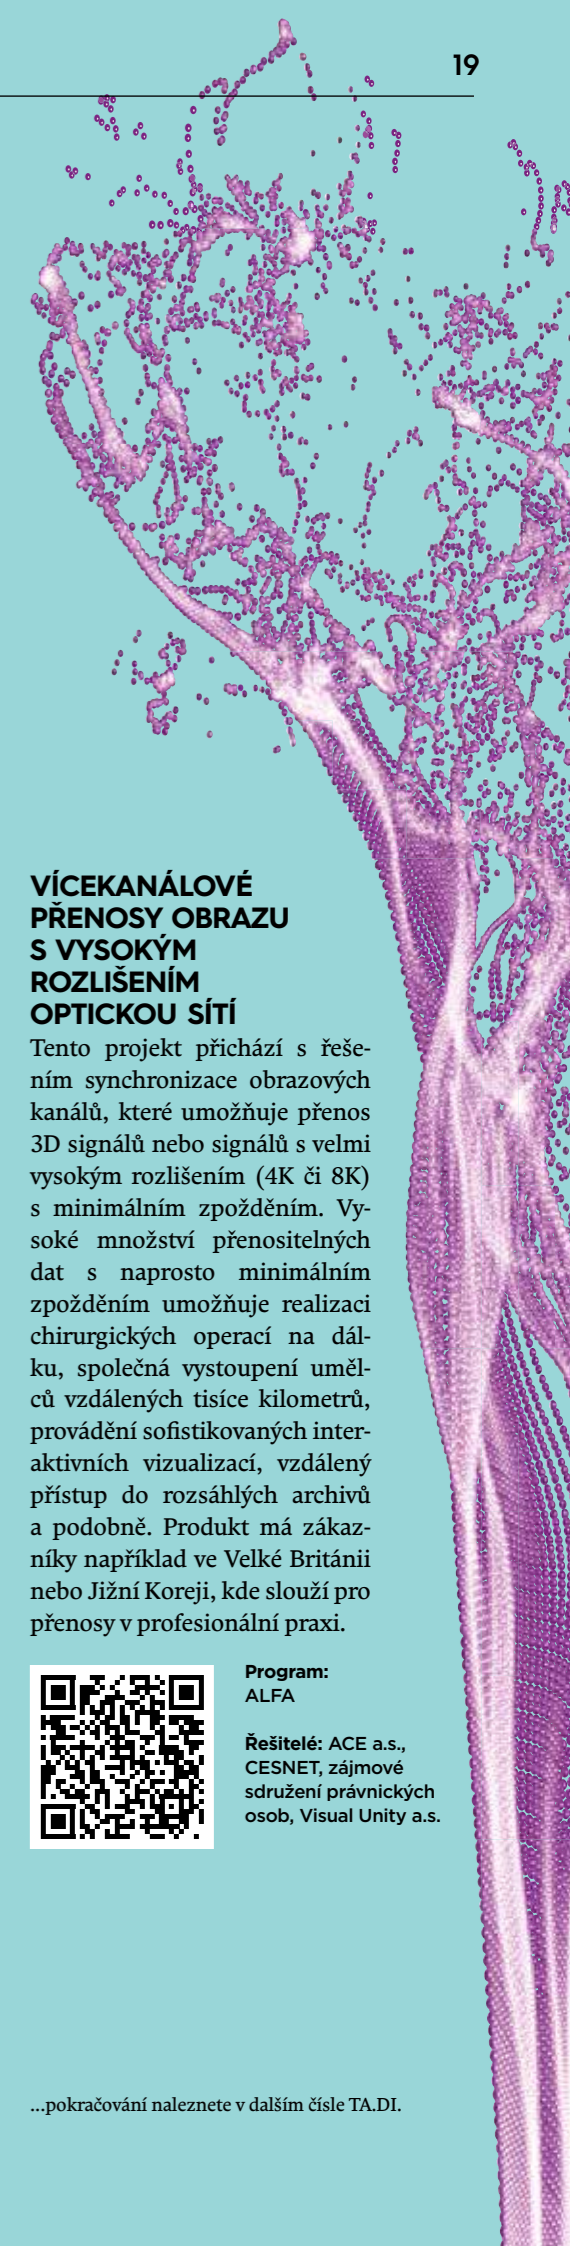 19
VÍCEKANÁLOVÉ
PŘENOSY OBRAZU
S VYSOKÝM
ROZLIŠENÍM
OPTICKOU SÍTÍ
Tento projekt přichází s řeše-
ním synchronizace obrazových
kanálů, které umožňuje přenos
3D signálů nebo signálů s velmi
vysokým rozlišením (4K či 8K)
s minimálním zpožděním. Vy-
soké množství přenositelných
dat s naprosto minimálním
zpožděním umožňuje realizaci
chirurgických operací na dál-
ku, společná vystoupení uměl-
ců vzdálených tisíce kilometrů,
provádění sofistikovaných inter-
aktivních vizualizací, vzdálený
přístup do rozsáhlých archivů
a podobně. Produkt má zákaz-
níky například ve Velké Británii
nebo Jižní Koreji, kde slouží pro
přenosy v profesionální praxi.
Program:
ALFA
Řešitelé: ACE a.s.,
CESNET, zájmové
sdružení právnických
osob, Visual Unity a.s.
...pokračování naleznete v dalším čísle TA.DI.